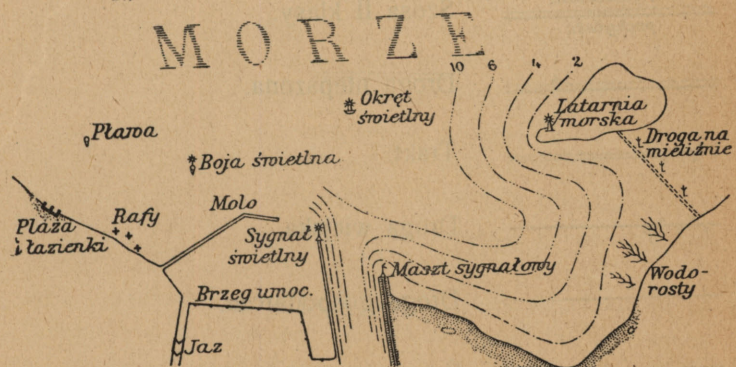 MORZE
10 6 4 2
Okręt
świetlny
Latarnia
morska
Pława
Droga na
mieliźnie
Boja świetlna
Molo
Rafy
Plaża
i łazienki
Sygnał
świetlny
Maszt sygnałowy
Wodo-
rosty
Brzeg umoc.
Jaz